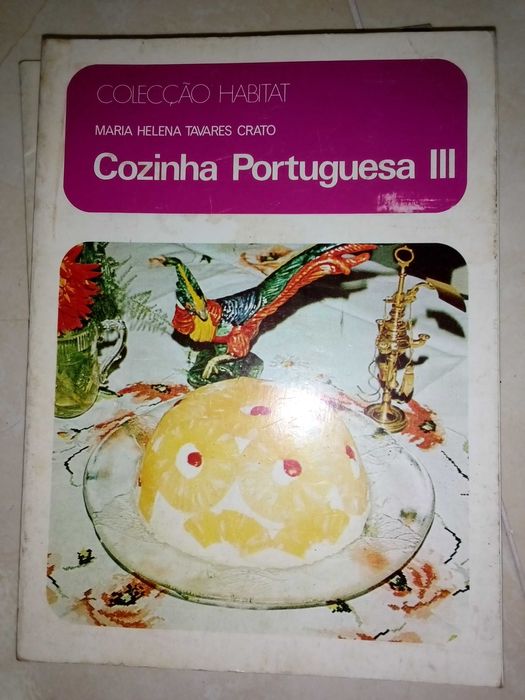 COLECÇÃO HABITAT
MARIA HELENA TAVARES CRATO
Cozinha Portuguesa III